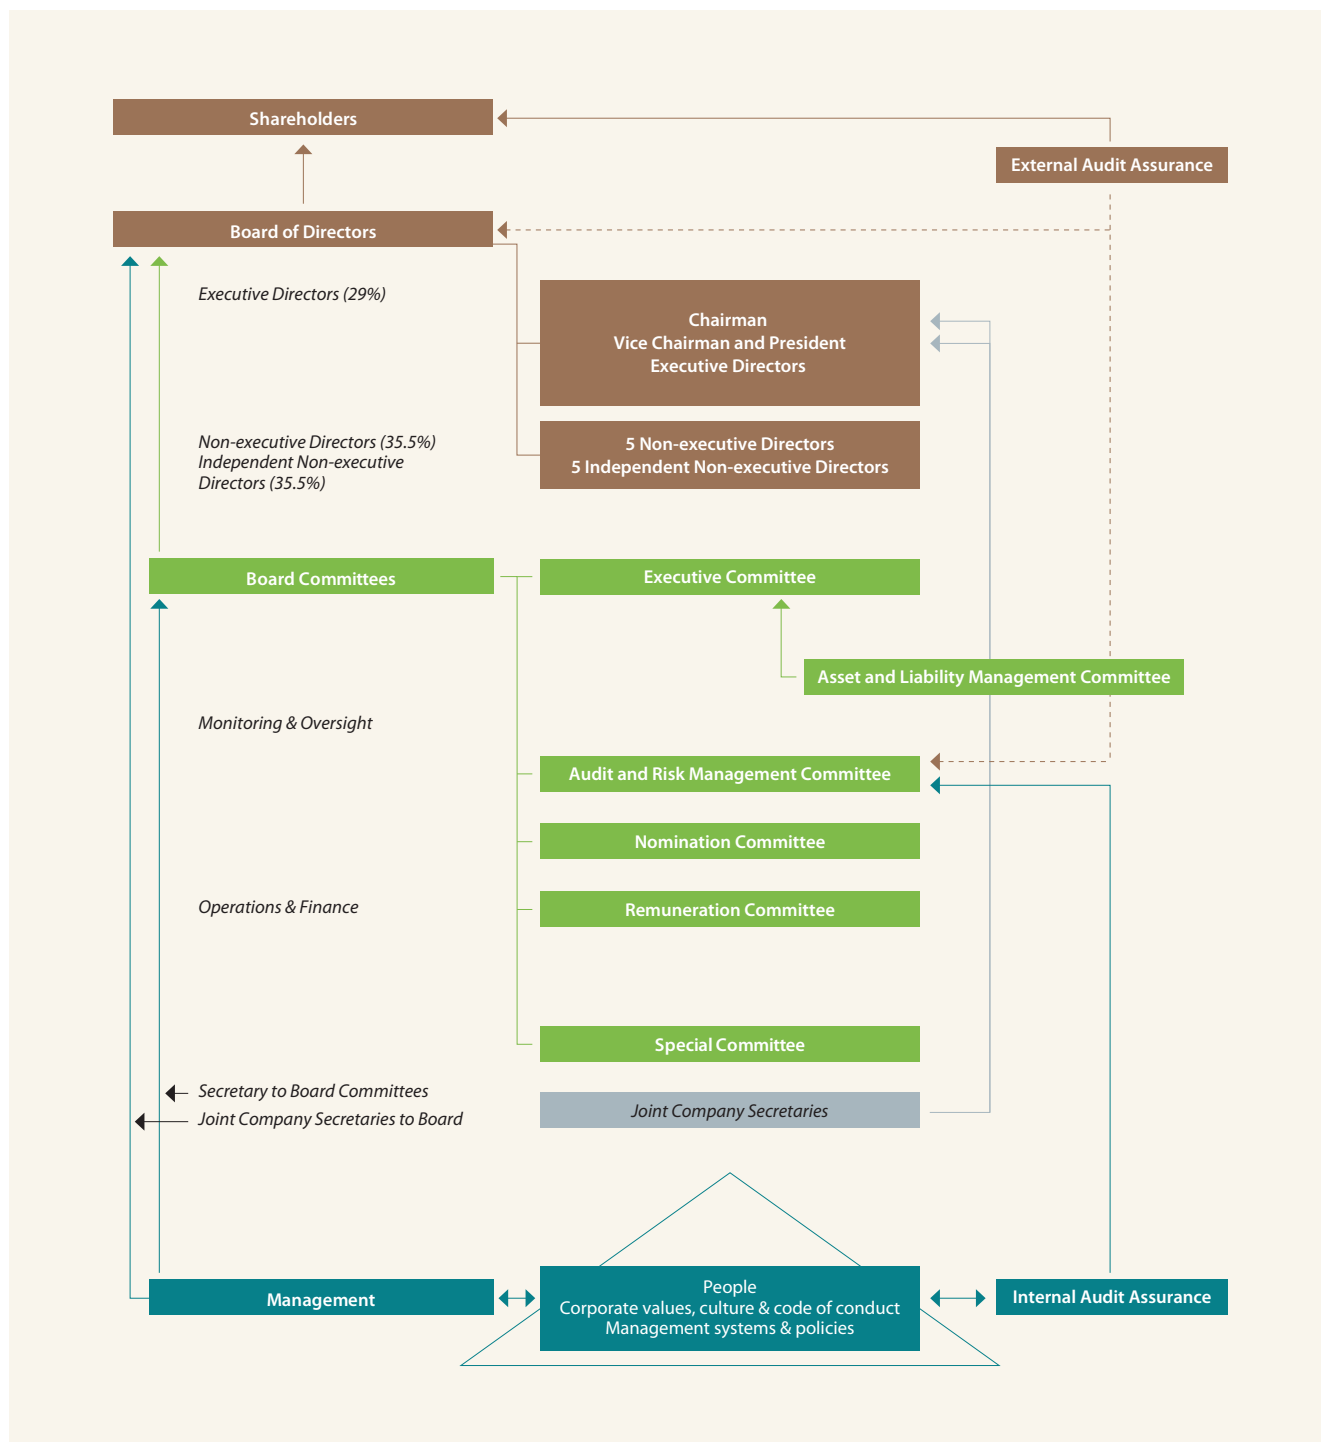 Shareholders
External Audit Assurance
Board of Directors
Executive Directors (29%)
Chairman
Vice Chairman and President
Executive Directors
Non-executive Directors (35.5%)
Independent Non-executive
Directors (35.5%)
5 Non-executive Directors
5 Independent Non-executive Directors
Board Committees
Executive Committee
Asset and Liability Management Committee
Monitoring & Oversight
Audit and Risk Management Committee
Nomination Committee
Operations & Finance
Remuneration Committee
Special Committee
Secretary to Board Committees
Joint Company Secretaries to Board
Joint Company Secretaries
Management
People
Corporate values, culture & code of conduct
Management systems & policies
Internal Audit Assurance